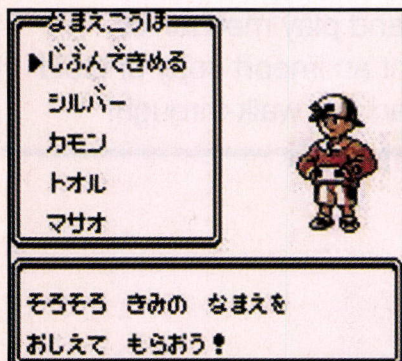 なまえこうほ
▶じぶんできめる
シルバー
カモン
トオル
マサオ
そろそろ きみの なまえを
おしえて もらおう!